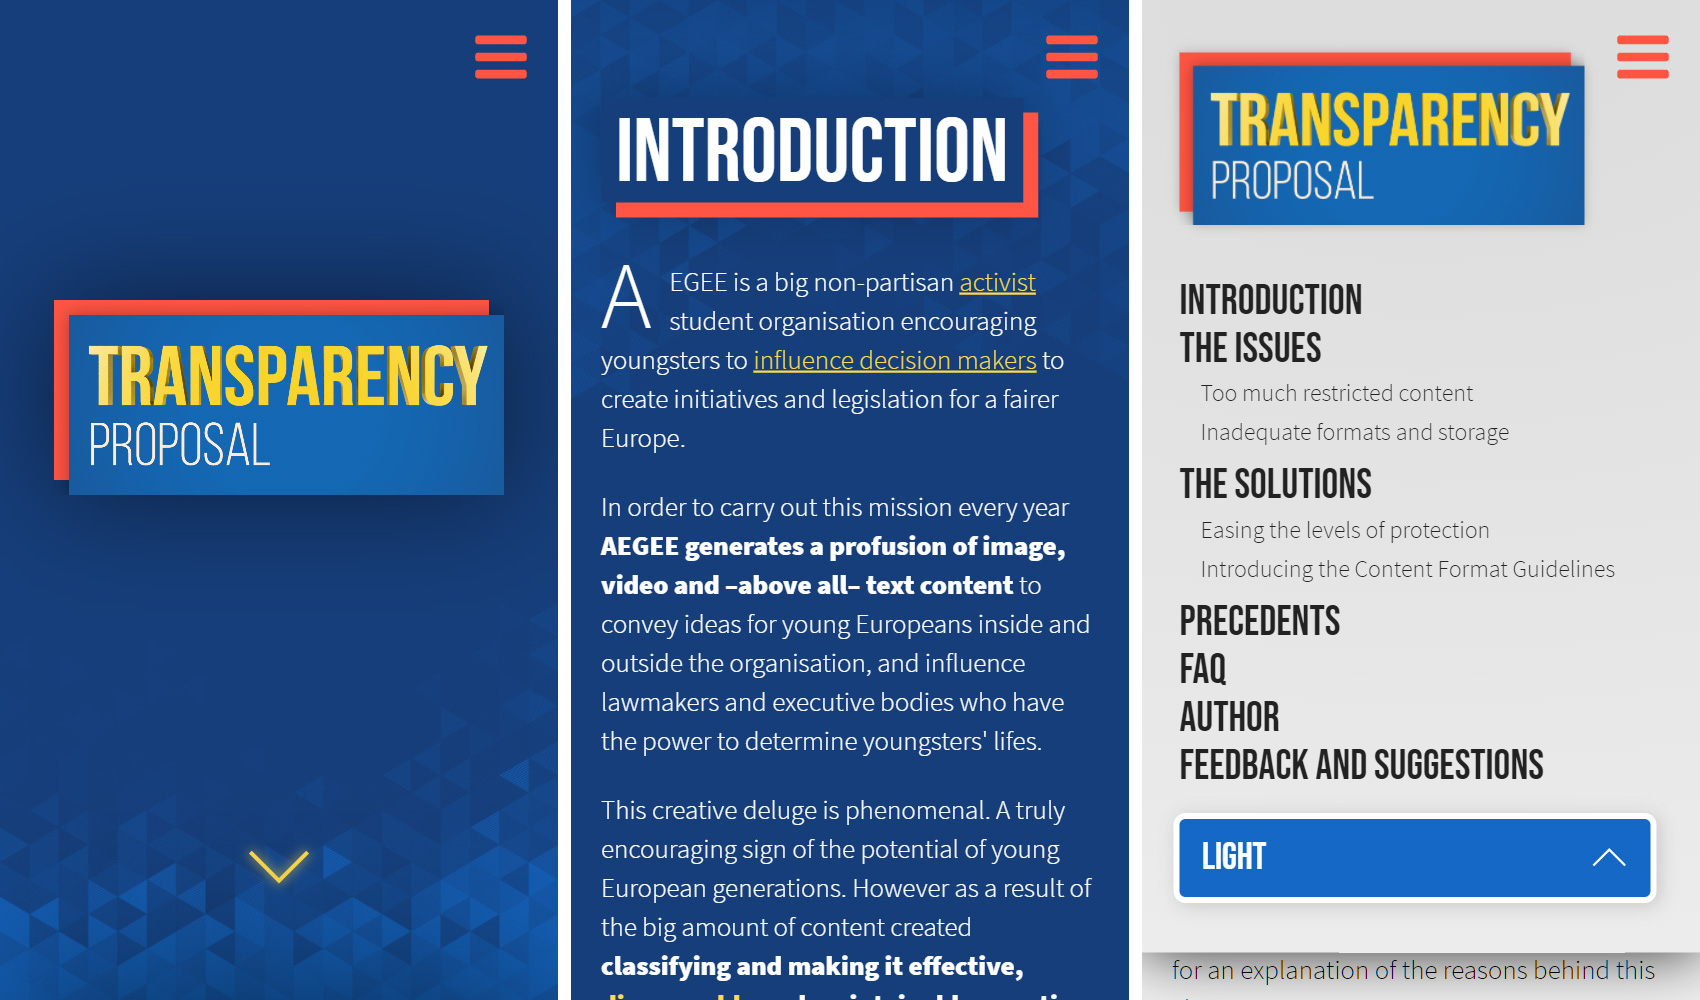 TRANSPARENCY
PROPOSAL
INTRODUCTION
AEGEE is a big non-partisan activist
student organisation encouraging
youngsters to influence decision makers to
create initiatives and legislation for a fairer
Europe.
In order to carry out this mission every year
AEGEE generates a profusion of image,
video and –above all– text content to
convey ideas for young Europeans inside and
outside the organisation, and influence
lawmakers and executive bodies who have
the power to determine youngsters' lifes.
This creative deluge is phenomenal. A truly
encouraging sign of the potential of young
European generations. However as a result of
the big amount of content created
classifying and making it effective,
TRANSPARENCY
PROPOSAL
INTRODUCTION
THE ISSUES
Too much restricted content
Inadequate formats and storage
THE SOLUTIONS
Easing the levels of protection
Introducing the Content Format Guidelines
PRECEDENTS
FAQ
AUTHOR
FEEDBACK AND SUGGESTIONS
LIGHT
for an explanation of the reasons behind this